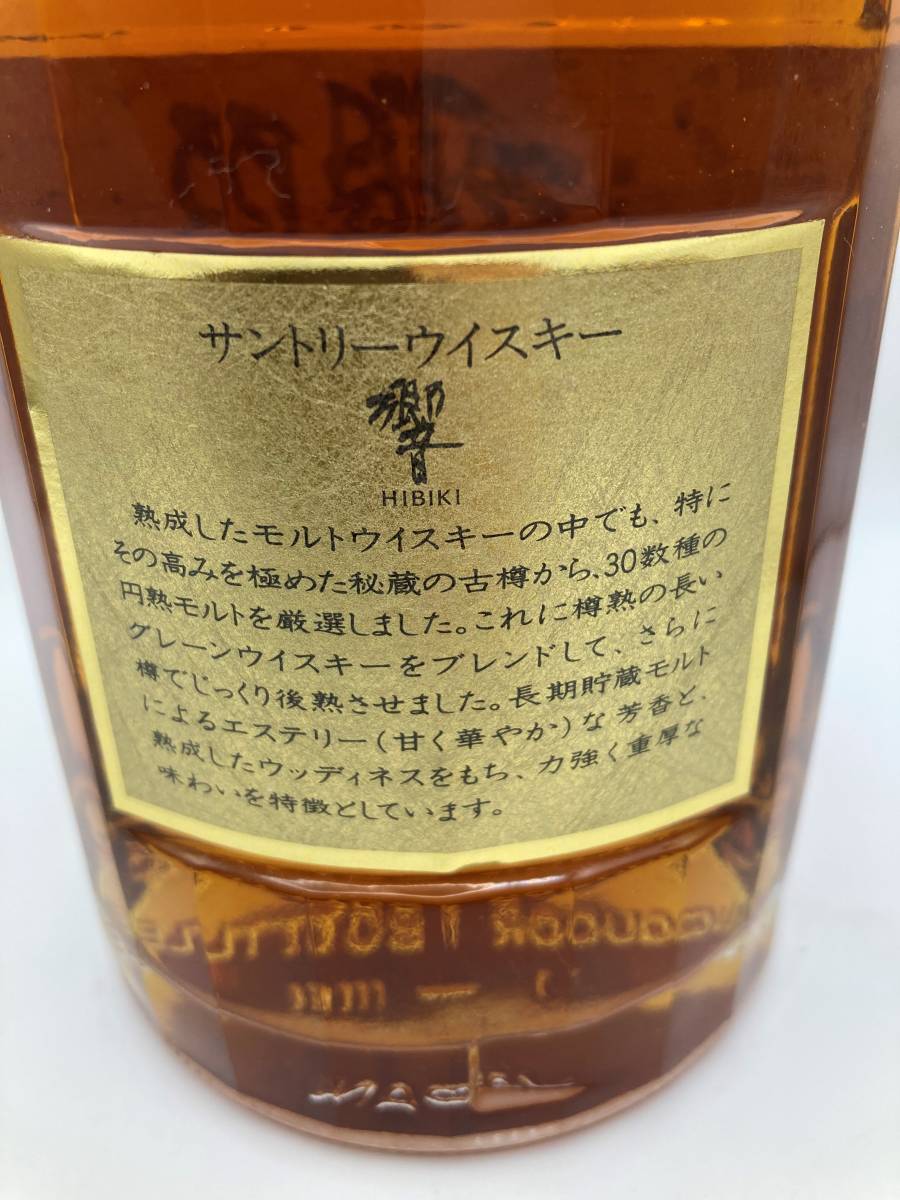 サントリーウイスキー
響
HIBIKI
熟成したモルトウイスキーの中でも、特に
その高みを極めた秘蔵の古樽から、30数種の
円熟モルトを厳選しました。これに樽熟の長い
グレーンウイスキーをブレンドして、さらに
樽でじっくり後熟させました。長期貯蔵モルト
によるエステリー(甘く華やか)な芳香と、
熟成したウッディネスをもち、力強く重厚な
味わいを特徴としています。